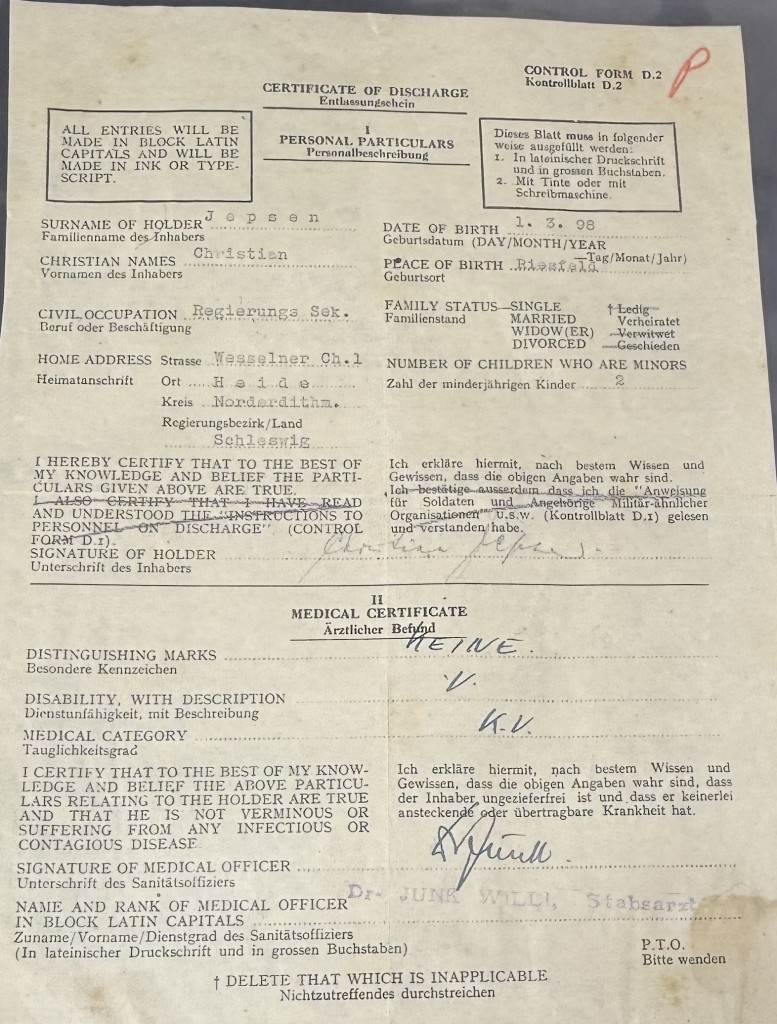 CONTROL FORM D.2
Kontrollblatt D.2
P
CERTIFICATE OF DISCHARGE
Entlassungschein
ALL ENTRIES WILL BE
MADE IN BLOCK LATIN
CAPITALS AND WILL BE
MADE IN INK OR TYPE-
SCRIPT.
I
PERSONAL PARTICULARS
Personalbeschreibung
Dieses Blatt muss in folgender
weise ausgefüllt werden:
1. In lateinischer Druckschrift
und in grossen Buchstaben.
2. Mit Tinte oder mit
Schreibmaschine.
SURNAME OF HOLDER Jepsen
Familienname des Inhabers
CHRISTIAN NAMES Christian
Vornamen des Inhabers
CIVIL OCCUPATION Regierungs Sek.
Beruf oder Beschäftigung
HOME ADDRESS Strasse Wesselner Ch.1
Heimatanschrift Ort Heide
Kreis Norderdithm.
Regierungsbezirk/Land
Schleswig
DATE OF BIRTH 1. 3. 98
Geburtsdatum (DAY/MONTH/YEAR
Tag/Monat/Jahr)
PLACE OF BIRTH
Geburtsort
FAMILY STATUS—SINGLE † Ledig
Familienstand MARRIED Verheiratet
WIDOW(ER) Verwitwet
DIVORCED Geschieden
NUMBER OF CHILDREN WHO ARE MINORS
Zahl der minderjährigen Kinder 2
I HEREBY CERTIFY THAT TO THE BEST OF
MY KNOWLEDGE AND BELIEF THE PARTI-
CULARS GIVEN ABOVE ARE TRUE.
I ALSO CERTIFY THAT I HAVE READ
AND UNDERSTOOD THE "INSTRUCTIONS TO
PERSONNEL ON DISCHARGE" (CONTROL
FORM D.1).
SIGNATURE OF HOLDER Christian Jepsen
Unterschrift des Inhabers
Ich erkläre hiermit, nach bestem Wissen und
Gewissen, dass die obigen Angaben wahr sind.
Ich bestätige ausserdem dass ich die "Anweisung
für Soldaten und Angehörige Militär-ähnlicher
Organisationen" u.s.w. (Kontrollblatt D.1) gelesen
und verstanden habe.
II
MEDICAL CERTIFICATE
Ärztlicher Befund
DISTINGUISHING MARKS KEINE.
Besondere Kennzeichen
DISABILITY, WITH DESCRIPTION
Dienstunfähigkeit, mit Beschreibung
MEDICAL CATEGORY K.V.
Tauglichkeitsgrad
I CERTIFY THAT TO THE BEST OF MY KNOW-
LEDGE AND BELIEF THE ABOVE PARTICU-
LARS RELATING TO THE HOLDER ARE TRUE
AND THAT HE IS NOT VERMINOUS OR
SUFFERING FROM ANY INFECTIOUS OR
CONTAGIOUS DISEASE.
Ich erkläre hiermit, nach bestem Wissen und
Gewissen, dass die obigen Angaben wahr sind, dass
der Inhaber ungezieferfrei ist und dass er keinerlei
ansteckende oder übertragbare Krankheit hat.
SIGNATURE OF MEDICAL OFFICER
Unterschrift des Sanitätsoffiziers
NAME AND RANK OF MEDICAL OFFICER Dr. JUNK WILLI, Stabsarzt
IN BLOCK LATIN CAPITALS
Zuname/Vorname/Dienstgrad des Sanitätsoffiziers
(In lateinischer Druckschrift und in grossen Buchstaben)
P.T.O.
Bitte wenden
† DELETE THAT WHICH IS INAPPLICABLE
Nichtzutreffendes durchstreichen